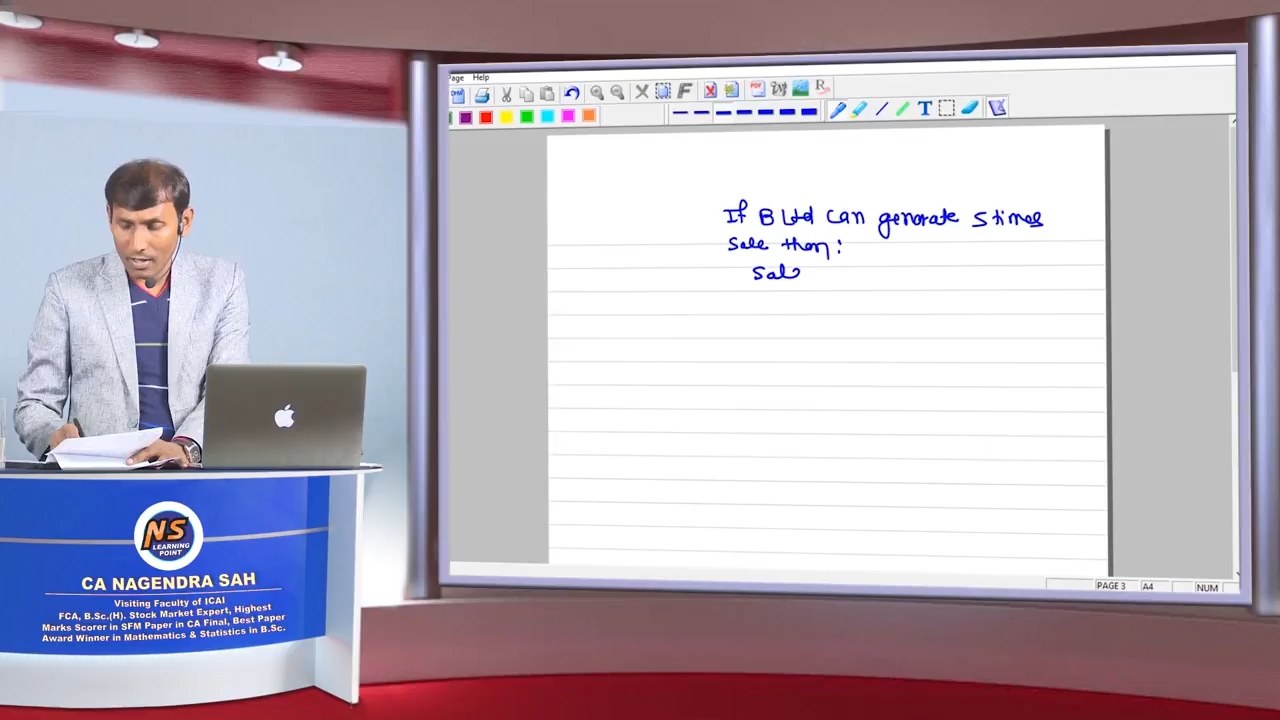 Page Help
If B Ltd can generate 5 times
Sale then:
Sale
PAGE 3 A4 NUM
NS
LEARNING
POINT
CA NAGENDRA SAH
Visiting Faculty of ICAI
FCA, B.Sc.(H). Stock Market Expert, Highest
Marks Scorer in SFM Paper in CA Final, Best Paper
Award Winner in Mathematics & Statistics in B.Sc.